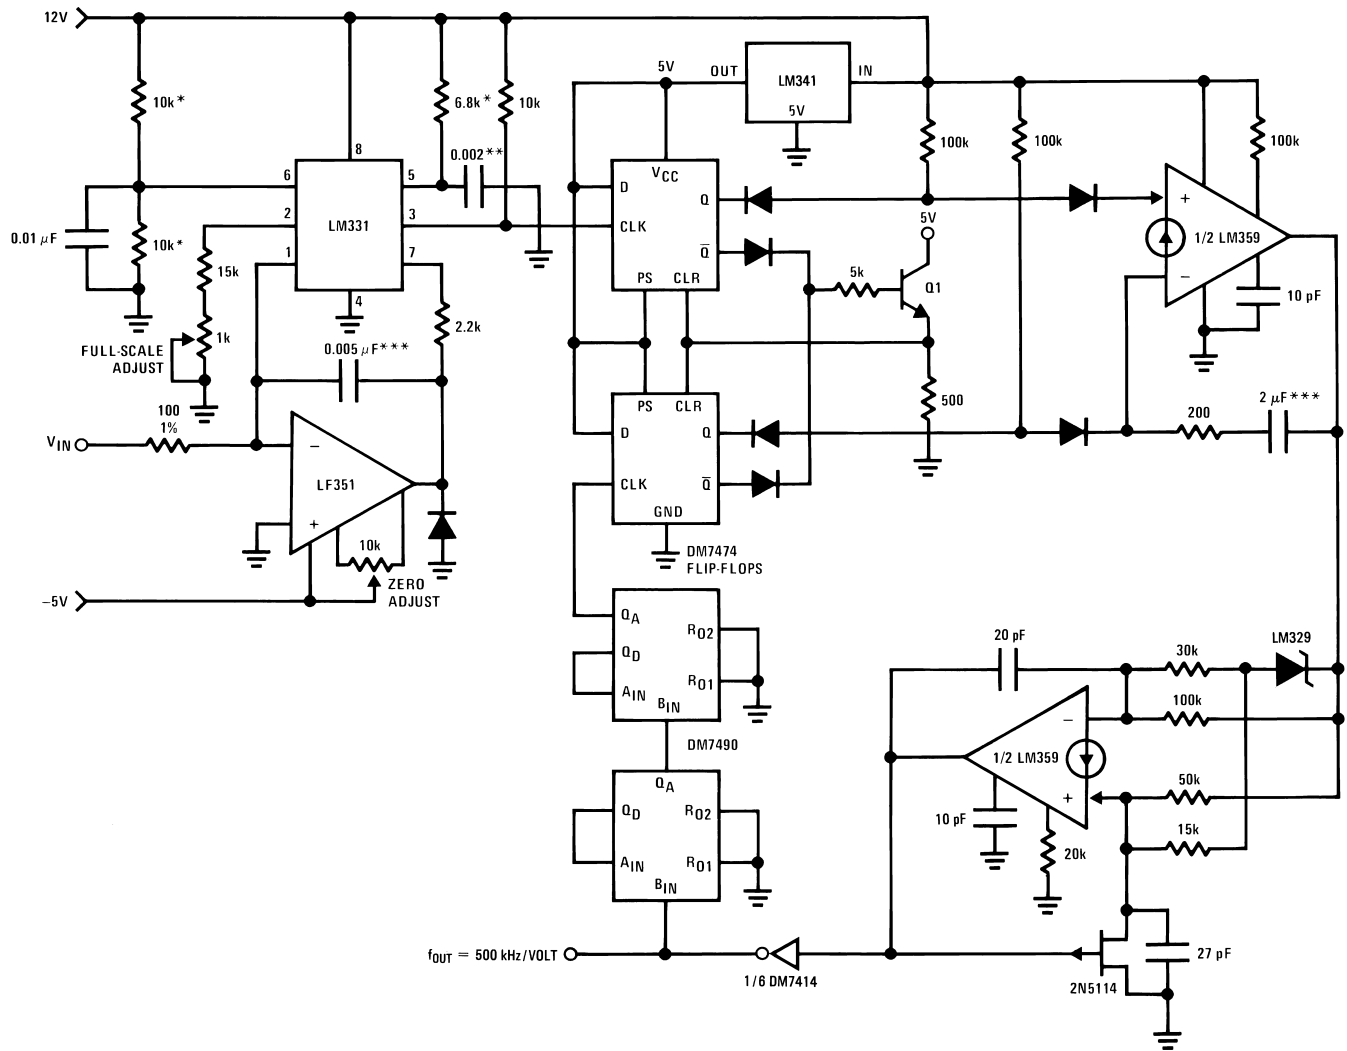 12V
10k*
10k*
0.01 µF
6
2
1
8
LM331
4
5
3
7
6.8k*
10k
0.002**
15k
1k
FULL-SCALE
ADJUST
2.2k
0.005 µF***
100
1%
VIN
−
LF351
+
10k
ZERO
ADJUST
−5V
5V
OUT
LM341
5V
IN
VCC
D
Q
CLK
Q̅
PS
CLR
PS
CLR
D
Q
CLK
Q̅
GND
DM7474
FLIP-FLOPS
100k
100k
100k
5V
5k
Q1
500
+
1/2 LM359
−
10 pF
200
2 µF***
QA
QD
AIN
RO2
RO1
BIN
DM7490
QA
QD
AIN
RO2
RO1
BIN
20 pF
30k
LM329
100k
−
1/2 LM359
+
50k
15k
10 pF
20k
fOUT = 500 kHz/VOLT
1/6 DM7414
2N5114
27 pF